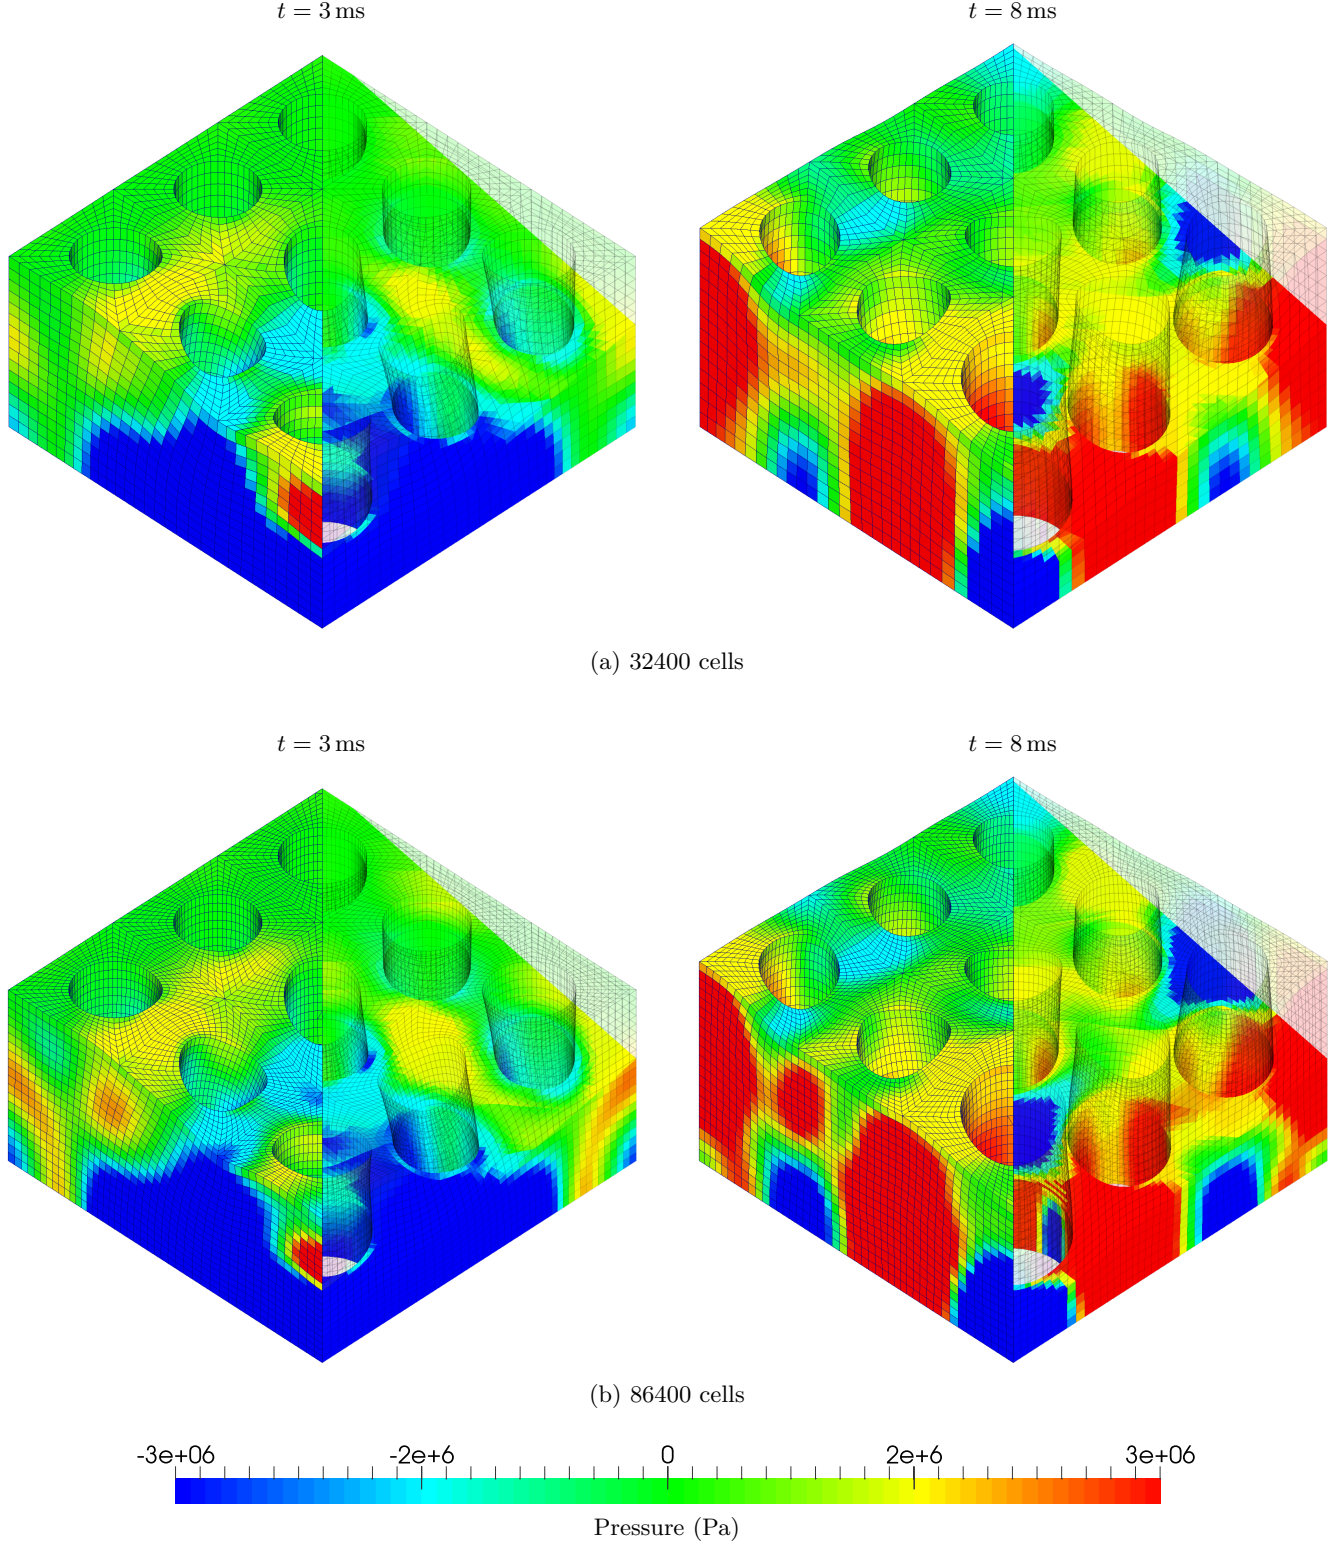 t = 3 ms
t = 8 ms
(a) 32400 cells
t = 3 ms
t = 8 ms
(b) 86400 cells
-3e+06 -2e+6 0 2e+6 3e+06
Pressure (Pa)